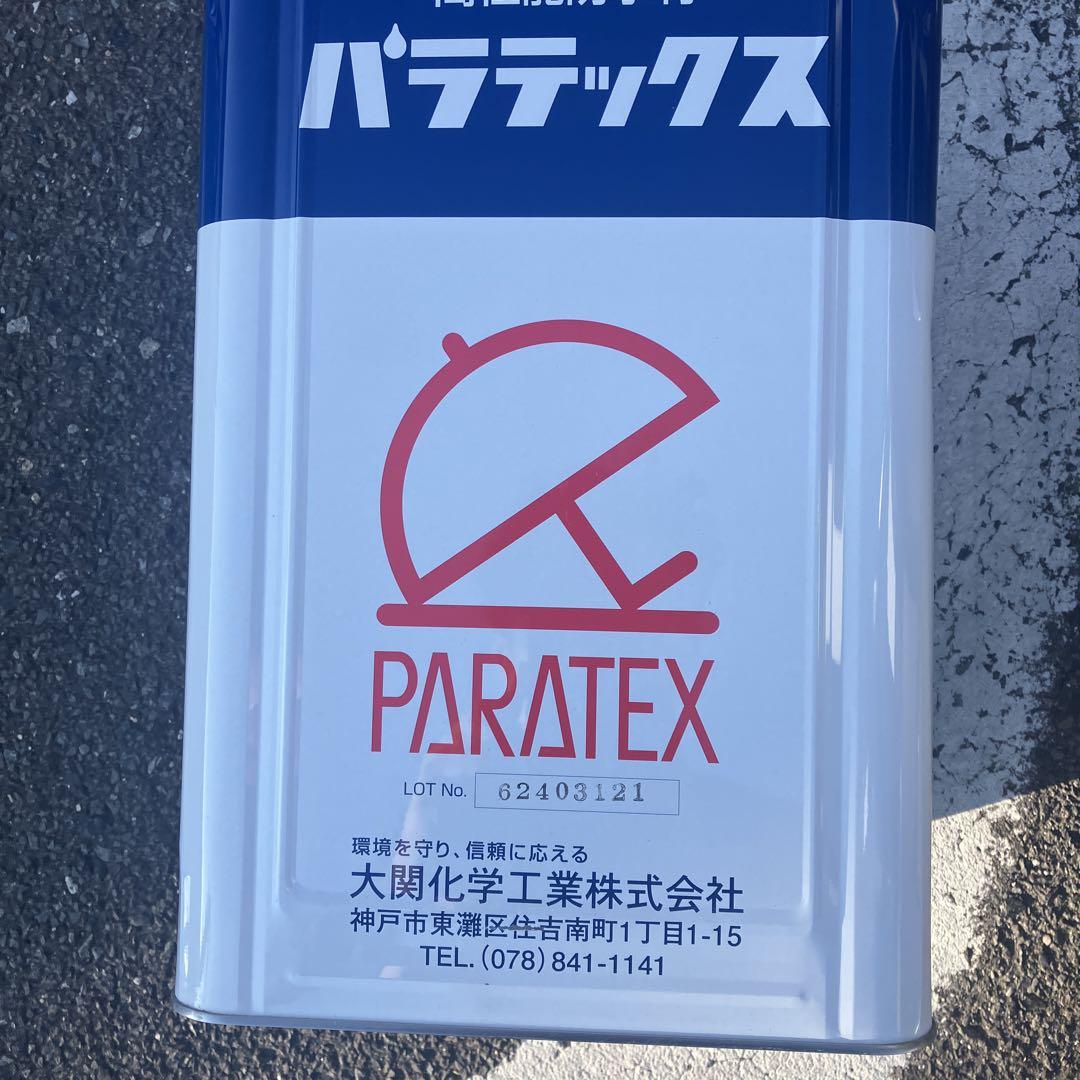 パラテックス
PARATEX
LOT No. 62403121
環境を守り、信頼に応える
大関化学工業株式会社
神戸市東灘区住吉南町1丁目1-15
TEL.(078)841-1141